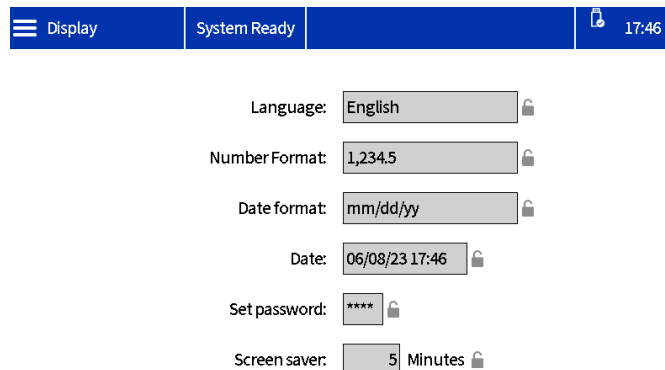 Display System Ready 17:46
Language: English
Number Format: 1,234.5
Date format: mm/dd/yy
Date: 06/08/23 17:46
Set password: ****
Screen saver: 5 Minutes